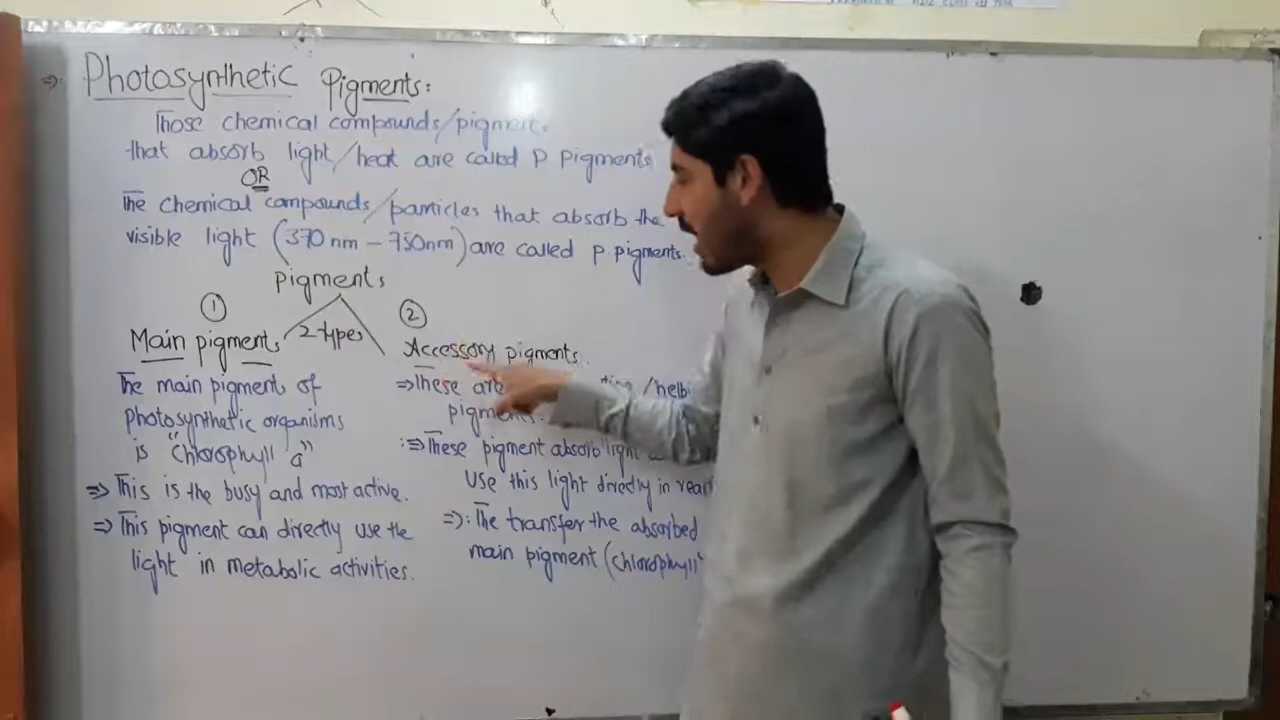 ⇒: Photosynthetic Pigments:
Those chemical compounds/pigment
that absorb light/heat are called P Pigments
OR
The chemical compounds/particles that absorb the
visible light (370 nm - 750nm) are called p. pigments.
pigments
2 types
①
Main pigments
The main pigment of
photosynthetic organisms
is "Chlorophyll 'a'"
⇒ This is the busy and most active.
⇒ This pigment can directly use the
light in metabolic activities.
②
Accessory pigments.
⇒ These are /helbi
pigments.
:⇒ These pigment absorb light
use this light directly in
⇒: The transfer the absorbed
main pigment (chlorophyll